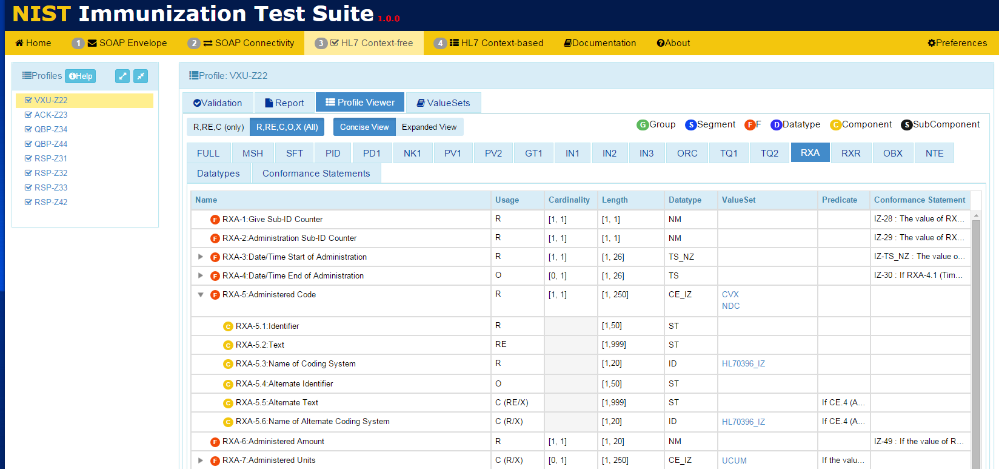 NIST Immunization Test Suite 1.0.0
Home 1 SOAP Envelope 2 SOAP Connectivity 3 HL7 Context-free 4 HL7 Context-based Documentation About Preferences
Profiles Help
VXU-Z22
ACK-Z23
QBP-Z34
QBP-Z44
RSP-Z31
RSP-Z32
RSP-Z33
RSP-Z42
Profile: VXU-Z22
Validation Report Profile Viewer ValueSets
R,RE,C (only) R,RE,C,O,X (All) Concise View Expanded View G Group S Segment F F D Datatype C Component S SubComponent
FULL MSH SFT PID PD1 NK1 PV1 PV2 GT1 IN1 IN2 IN3 ORC TQ1 TQ2 RXA RXR OBX NTE
Datatypes Conformance Statements
Name Usage Cardinality Length Datatype ValueSet Predicate Conformance Statement
F RXA-1:Give Sub-ID Counter R [1, 1] [1, 1] NM IZ-28 : The value of RX...
F RXA-2:Administration Sub-ID Counter R [1, 1] [1, 1] NM IZ-29 : The value of RX...
F RXA-3:Date/Time Start of Administration R [1, 1] [1, 26] TS_NZ IZ-TS_NZ : The value o...
F RXA-4:Date/Time End of Administration O [0, 1] [1, 26] TS IZ-30 : If RXA-4.1 (Tim...
F RXA-5:Administered Code R [1, 1] [1, 250] CE_IZ CVX
NDC
C RXA-5.1:Identifier R [1,50] ST
C RXA-5.2:Text RE [1,999] ST
C RXA-5.3:Name of Coding System R [1,20] ID HL70396_IZ
C RXA-5.4:Alternate Identifier O [1,50] ST
C RXA-5.5:Alternate Text C (RE/X) [1,999] ST If CE.4 (A...
C RXA-5.6:Name of Alternate Coding System C (R/X) [1,20] ID HL70396_IZ If CE.4 (A...
F RXA-6:Administered Amount R [1, 1] [1, 20] NM IZ-49 : If the value of R...
F RXA-7:Administered Units C (R/X) [0, 1] [1, 250] CE_IZ UCUM If the valu...